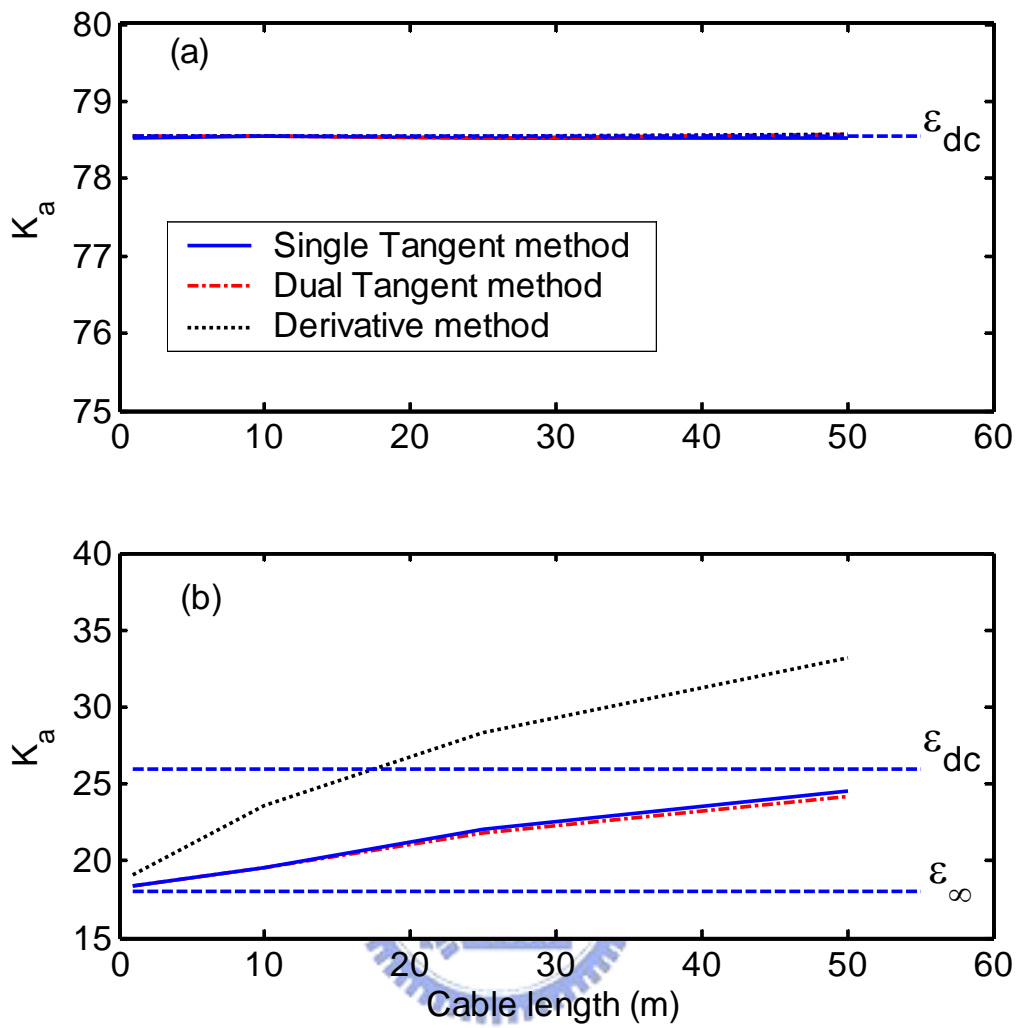 80
(a)
79
ε_dc
78
K_a
77
Single Tangent method
Dual Tangent method
76
Derivative method
75
0 10 20 30 40 50 60
40
(b)
35
30
K_a
ε_dc
25
20
ε_∞
15
0 10 20 30 40 50 60
Cable length (m)